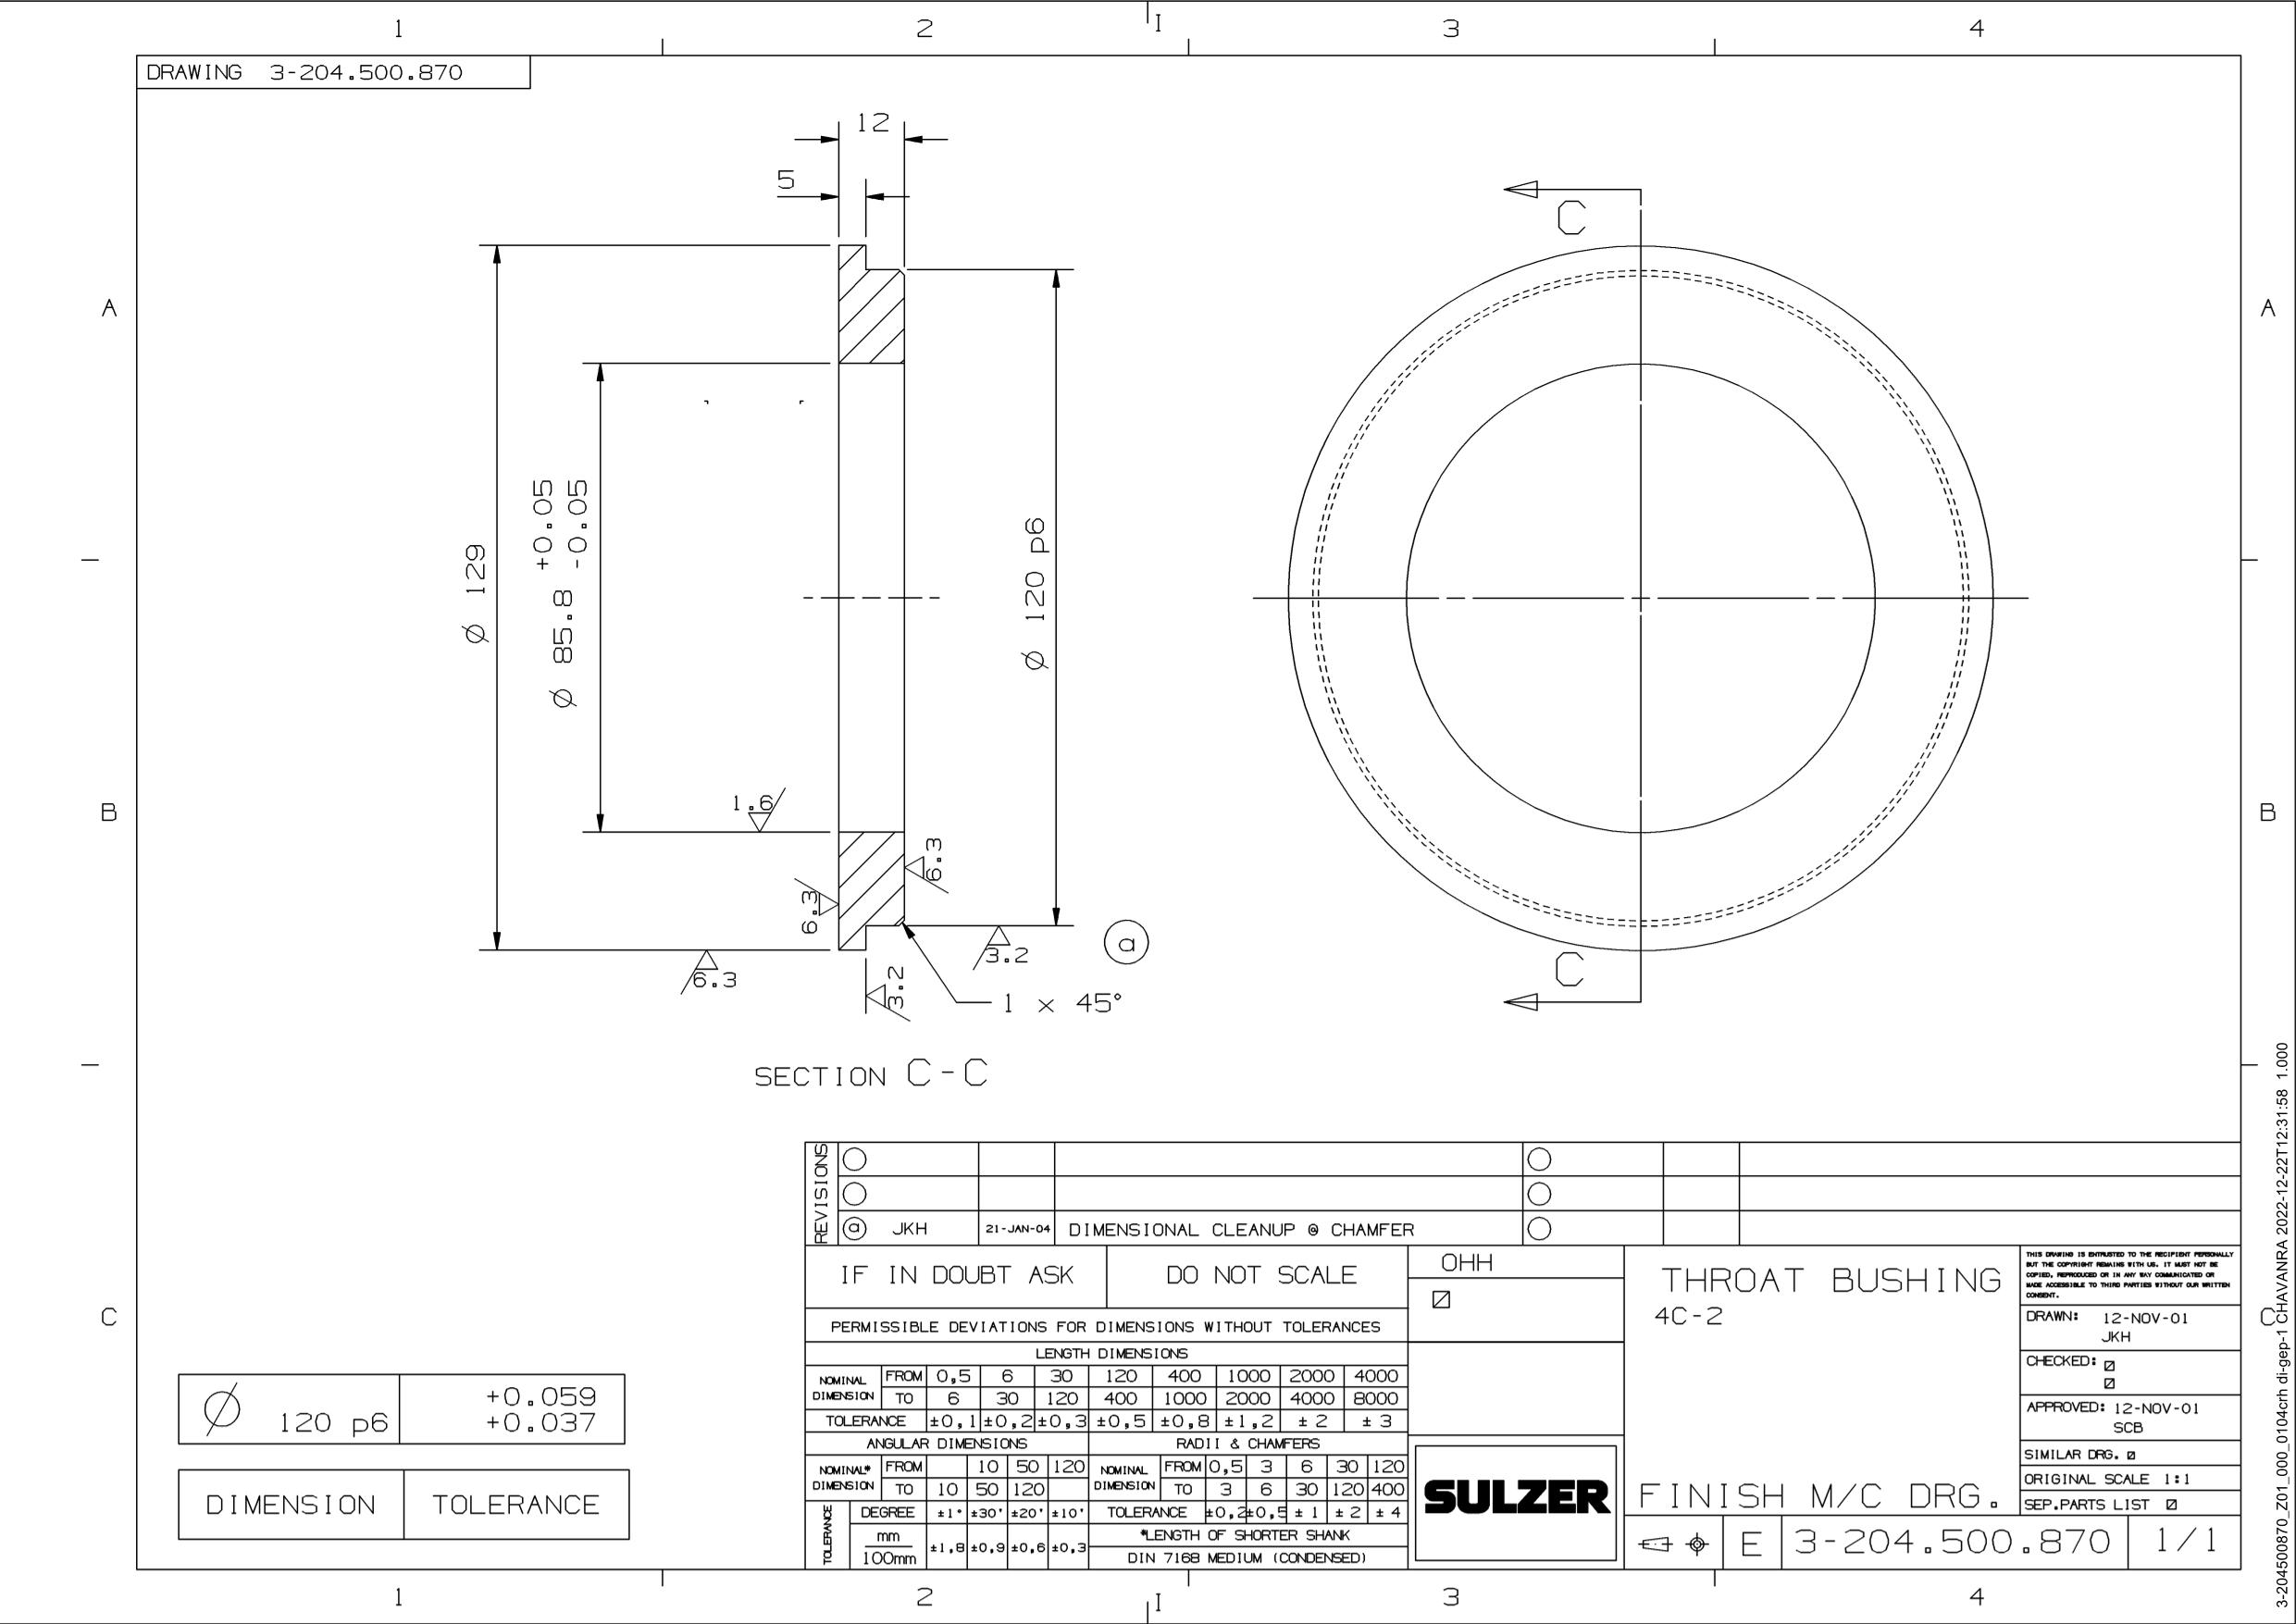 1 2 I 3 4
DRAWING 3-204.500.870
12
5
C
A A
Ø 129
Ø 85.8 +0.05 -0.05
Ø 120 p6
B B
1.6
6.3
6.3
3.2
6.3
3.2
a
1 x 45°
C
SECTION C-C
REVISIONS
a JKH 21-JAN-04 DIMENSIONAL CLEANUP @ CHAMFER
IF IN DOUBT ASK DO NOT SCALE
PERMISSIBLE DEVIATIONS FOR DIMENSIONS WITHOUT TOLERANCES
LENGTH DIMENSIONS
NOMINAL DIMENSION FROM 0,5 6 30 120 400 1000 2000 4000
TO 6 30 120 400 1000 2000 4000 8000
TOLERANCE ±0,1 ±0,2 ±0,3 ±0,5 ±0,8 ±1,2 ± 2 ± 3
ANGULAR DIMENSIONS RADII & CHAMFERS
NOMINAL* DIMENSION FROM 10 50 120 NOMINAL DIMENSION FROM 0,5 3 6 30 120
TO 10 50 120 TO 3 6 30 120 400
TOLERANCE DEGREE ±1° ±30' ±20' ±10' TOLERANCE ±0,2 ±0,5 ± 1 ± 2 ± 4
mm
100mm ±1,8 ±0,9 ±0,6 ±0,3
*LENGTH OF SHORTER SHANK
DIN 7168 MEDIUM (CONDENSED)
OHH
SULZER
THROAT BUSHING
4C-2
FINISH M/C DRG.
THIS DRAWING IS ENTRUSTED TO THE RECIPIENT PERSONALLY
BUT THE COPYRIGHT REMAINS WITH US. IT MUST NOT BE
COPIED, REPRODUCED OR IN ANY WAY COMMUNICATED OR
MADE ACCESSIBLE TO THIRD PARTIES WITHOUT OUR WRITTEN
CONSENT.
DRAWN: 12-NOV-01
JKH
CHECKED:
APPROVED: 12-NOV-01
SCB
SIMILAR DRG.
ORIGINAL SCALE 1:1
SEP.PARTS LIST
E 3-204.500.870 1/1
C C
Ø 120 p6 +0.059
+0.037
DIMENSION TOLERANCE
1 2 I 3 4
3-204500870_Z01_000_0104crh di-gep-1 CHAVANRA 2022-12-22T12:31:58 1.000